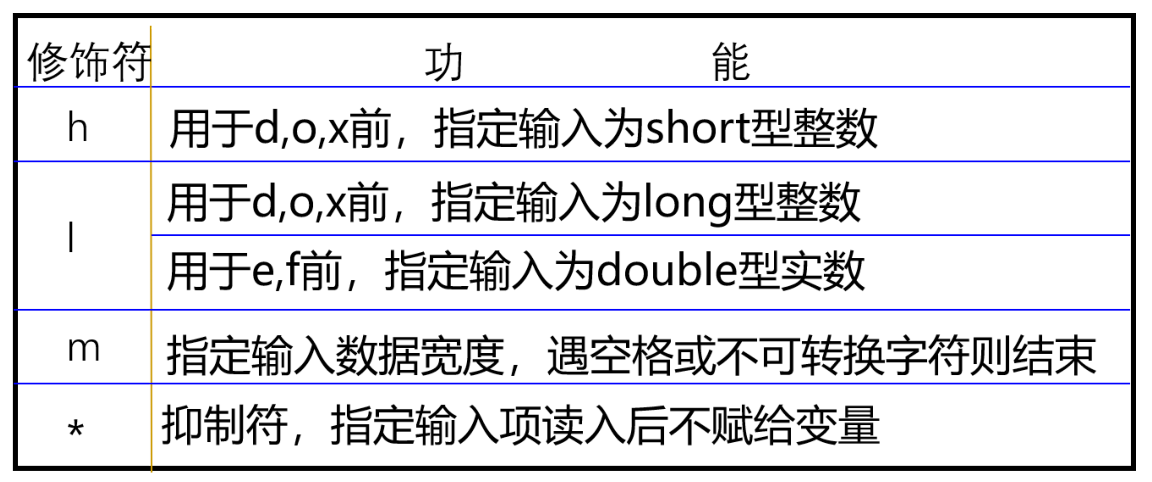 修饰符 功 能
h 用于d,o,x前，指定输入为short型整数
l 用于d,o,x前，指定输入为long型整数
用于e,f前，指定输入为double型实数
m 指定输入数据宽度，遇空格或不可转换字符则结束
* 抑制符，指定输入项读入后不赋给变量